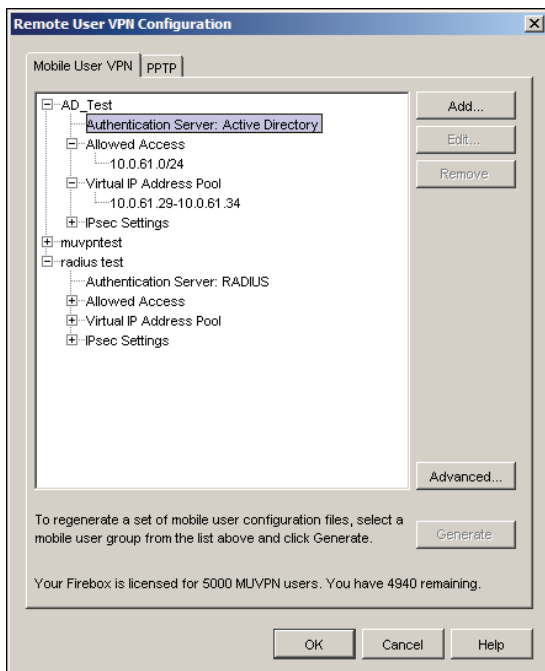 Remote User VPN Configuration
Mobile User VPN
PPTP
AD_Test
Authentication Server: Active Directory
Allowed Access
10.0.61.0/24
Virtual IP Address Pool
10.0.61.29-10.0.61.34
IPsec Settings
muvpntest
radius test
Authentication Server: RADIUS
Allowed Access
Virtual IP Address Pool
IPsec Settings
Add...
Edit...
Remove
Advanced...
To regenerate a set of mobile user configuration files, select a
mobile user group from the list above and click Generate.
Generate
Your Firebox is licensed for 5000 MUVPN users. You have 4940 remaining.
OK
Cancel
Help